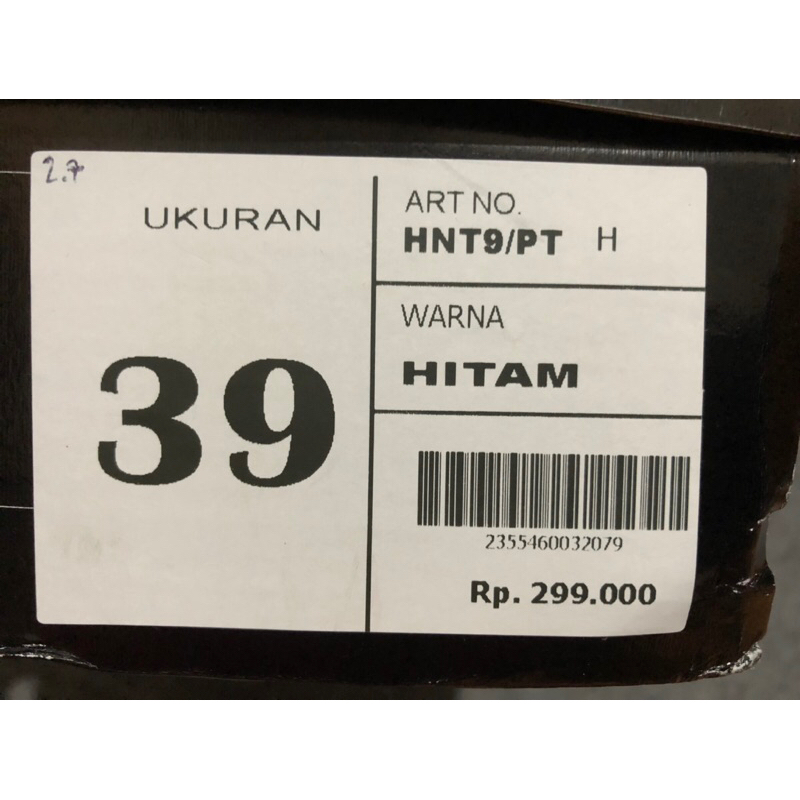 2.7
UKURAN
39
ART NO.
HNT9/PT H
WARNA
HITAM
2355460032079
Rp. 299.000